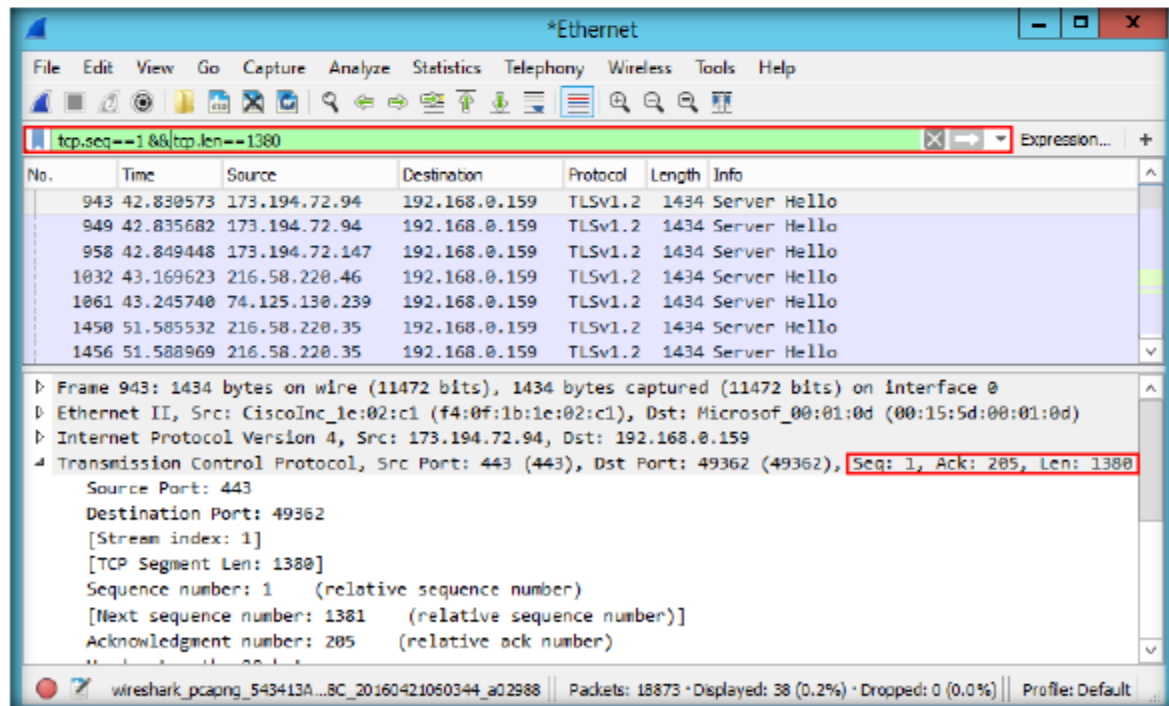 *Ethernet
File Edit View Go Capture Analyze Statistics Telephony Wireless Tools Help
tcp.seq==1 && tcp.len==1380 Expression... +
No. Time Source Destination Protocol Length Info
943 42.830573 173.194.72.94 192.168.0.159 TLSv1.2 1434 Server Hello
949 42.835682 173.194.72.94 192.168.0.159 TLSv1.2 1434 Server Hello
958 42.849448 173.194.72.147 192.168.0.159 TLSv1.2 1434 Server Hello
1032 43.169623 216.58.220.46 192.168.0.159 TLSv1.2 1434 Server Hello
1061 43.245740 74.125.130.239 192.168.0.159 TLSv1.2 1434 Server Hello
1450 51.585532 216.58.220.35 192.168.0.159 TLSv1.2 1434 Server Hello
1456 51.588969 216.58.220.35 192.168.0.159 TLSv1.2 1434 Server Hello
Frame 943: 1434 bytes on wire (11472 bits), 1434 bytes captured (11472 bits) on interface 0
Ethernet II, Src: CiscoInc_1e:02:c1 (f4:0f:1b:1e:02:c1), Dst: Microsof_00:01:0d (00:15:5d:00:01:0d)
Internet Protocol Version 4, Src: 173.194.72.94, Dst: 192.168.0.159
Transmission Control Protocol, Src Port: 443 (443), Dst Port: 49362 (49362), Seq: 1, Ack: 205, Len: 1380
Source Port: 443
Destination Port: 49362
[Stream index: 1]
[TCP Segment Len: 1380]
Sequence number: 1 (relative sequence number)
[Next sequence number: 1381 (relative sequence number)]
Acknowledgment number: 205 (relative ack number)
wireshark_pcapng_543413A...8C_20160421060344_a02988 Packets: 18873 · Displayed: 38 (0.2%) · Dropped: 0 (0.0%) Profile: Default